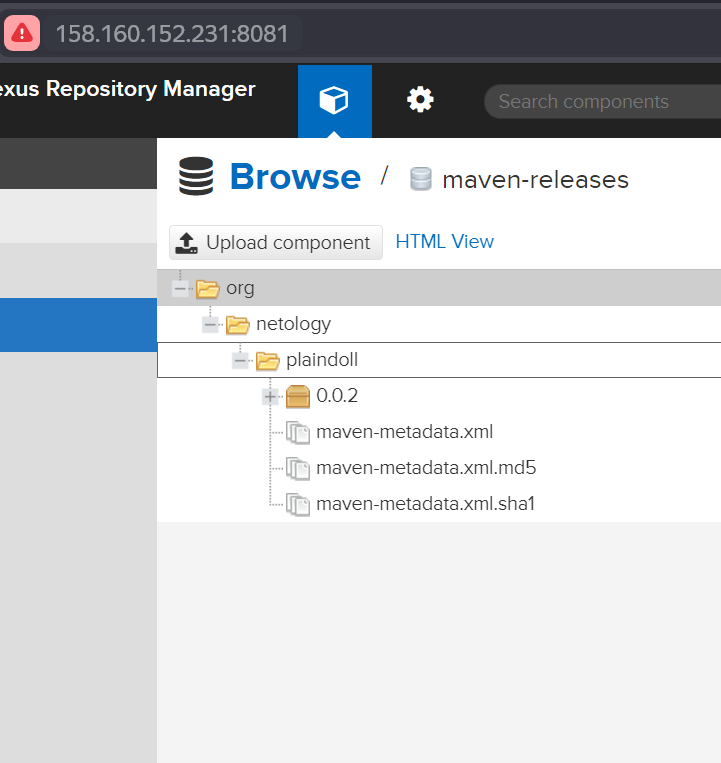 158.160.152.231:8081
exus Repository Manager
Search components
Browse / maven-releases
Upload component HTML View
org
netology
plaindoll
0.0.2
maven-metadata.xml
maven-metadata.xml.md5
maven-metadata.xml.sha1